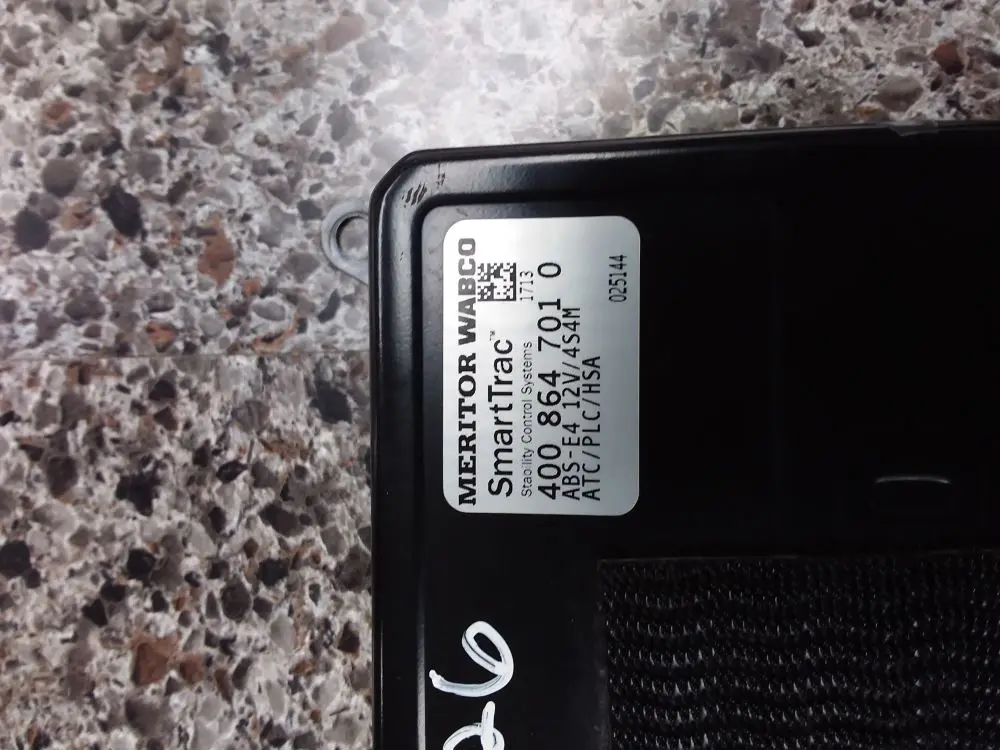 MERITOR WABCO
SmartTrac™
Stability Control Systems
1713
400 864 701 0
ABS-E4 12V/4S4M
ATC/PLC/HSA
025144
26